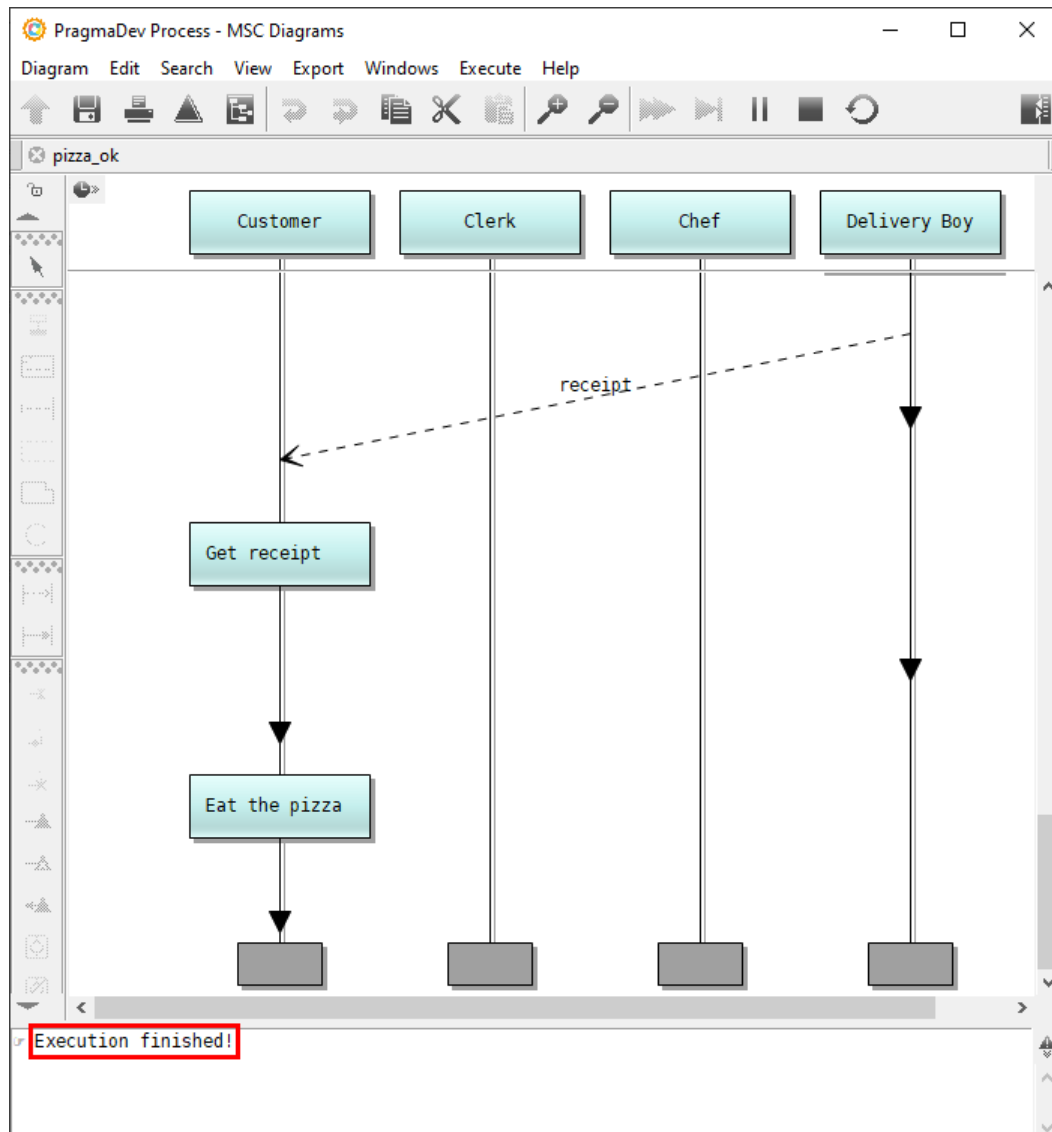 PragmaDev Process - MSC Diagrams
Diagram Edit Search View Export Windows Execute Help
pizza_ok
Customer Clerk Chef Delivery Boy
receipt
Get receipt
Eat the pizza
Execution finished!